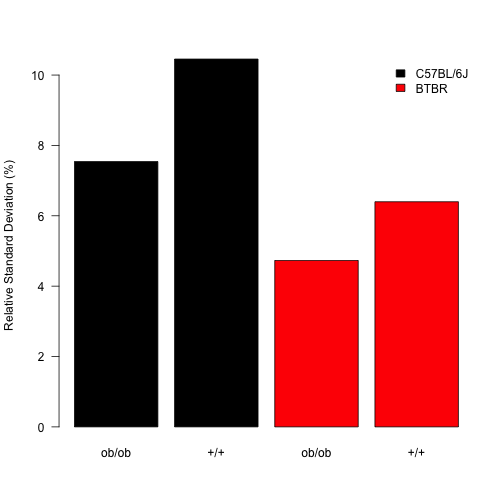 C57BL/6J
BTBR
Relative Standard Deviation (%)
10
8
6
4
2
0
ob/ob +/+ ob/ob +/+